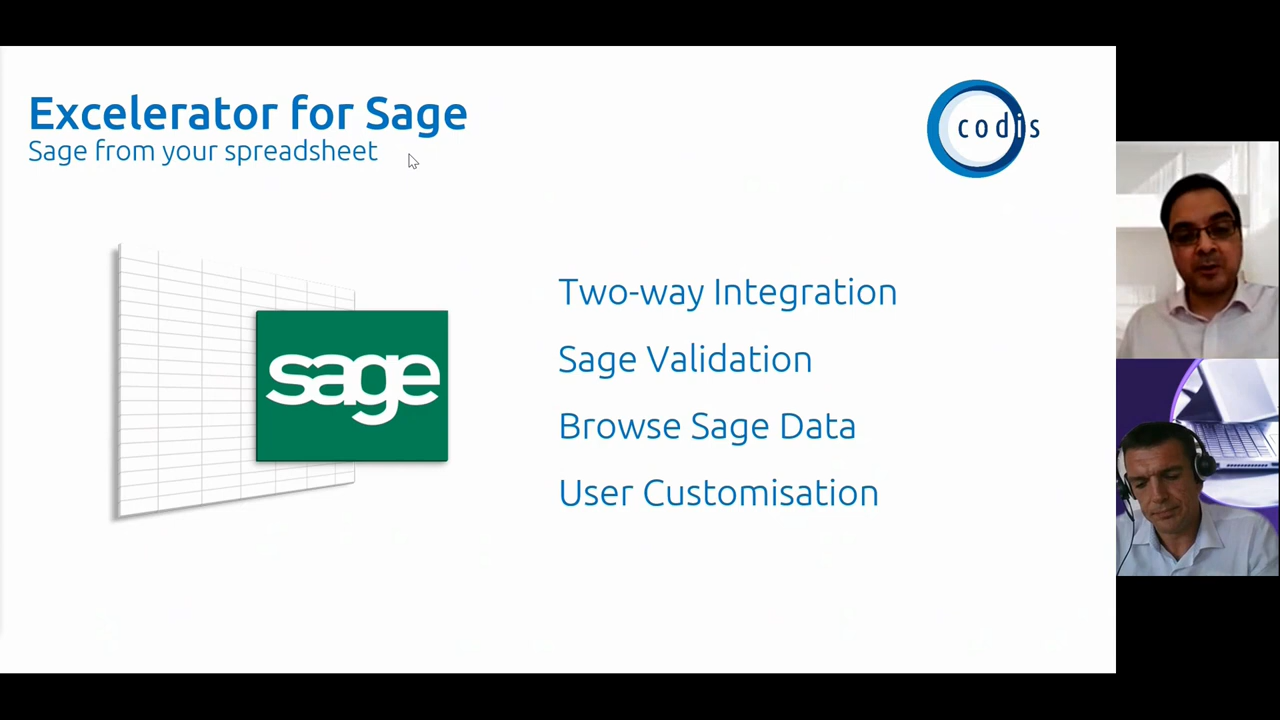 Excelerator for Sage
Sage from your spreadsheet
codis
sage
Two-way Integration
Sage Validation
Browse Sage Data
User Customisation